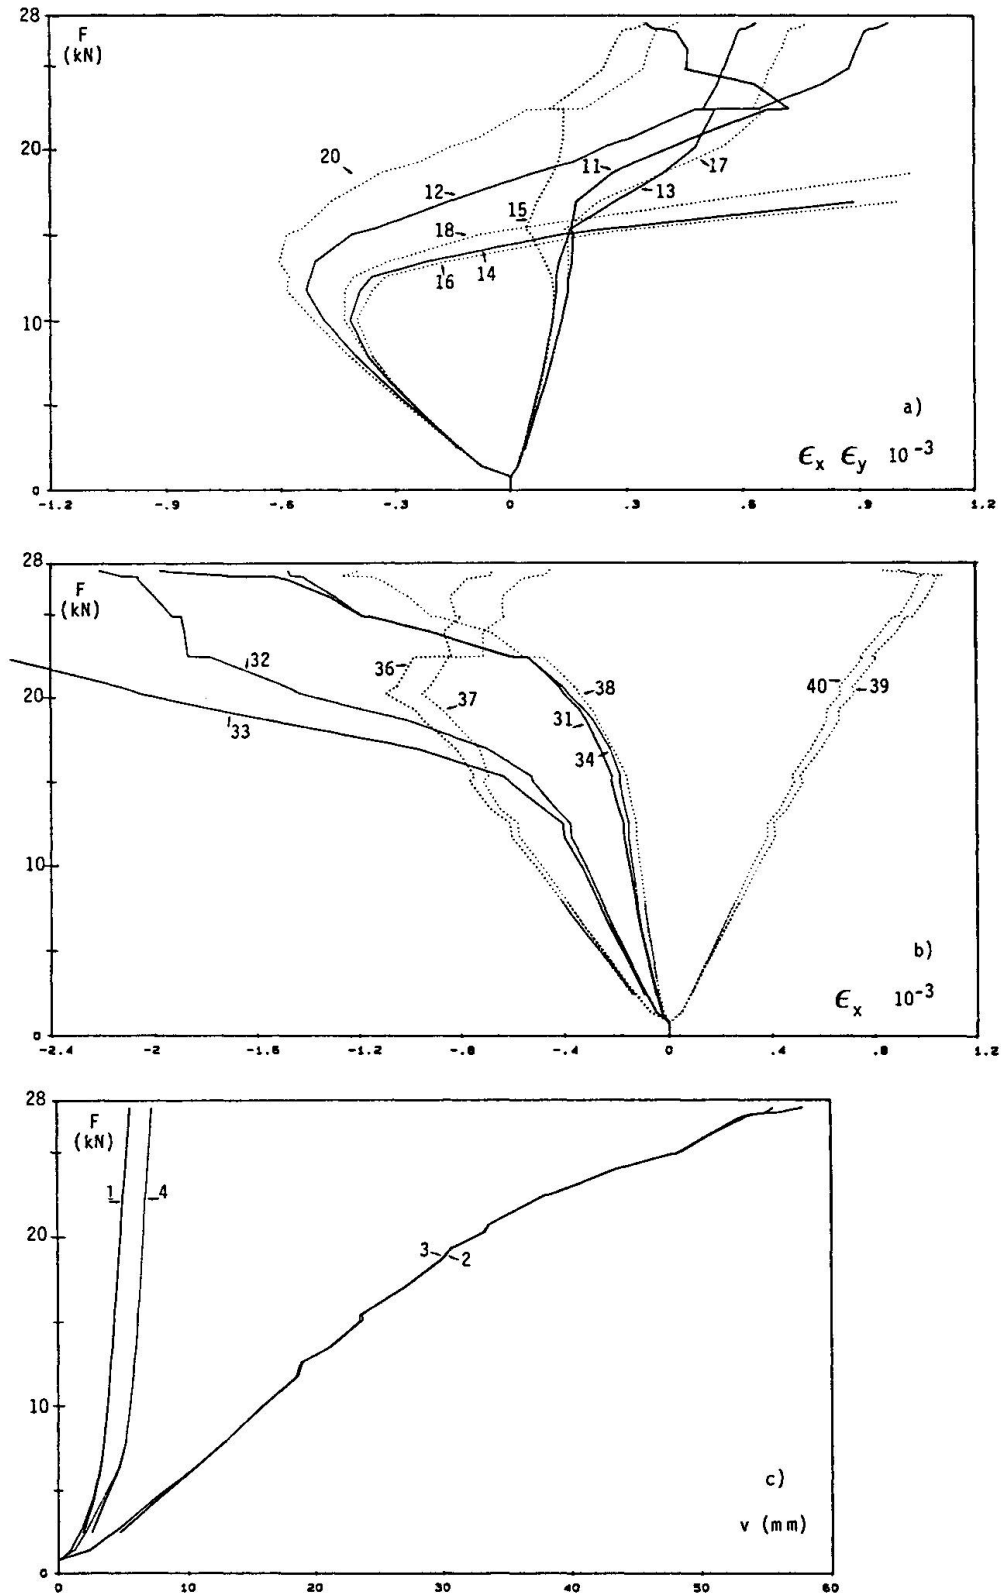 28
F
(kN)
20
20
12
11
17
13
15
18
16
14
10
a)
ϵx ϵy 10-3
0
-1.2 -.9 -.6 -.3 0 .3 .6 .9 1.2
28
F
(kN)
32
36
38
40
39
20
37
31
33
34
10
b)
ϵx 10-3
0
-2.4 -2 -1.6 -1.2 -.8 -.4 0 .4 .8 1.2
28
F
(kN)
1 4
20
3 2
10
c)
v (mm)
0
0 10 20 30 40 50 60